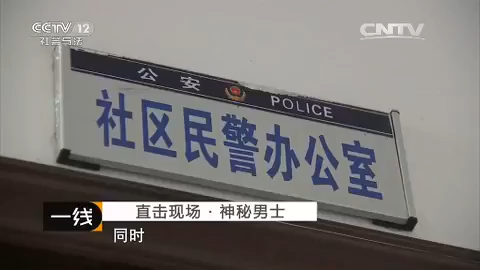 CCTV 12
社会与法
CNTV
公安 POLICE
社区民警办公室
一线
直击现场·神秘男士
同时